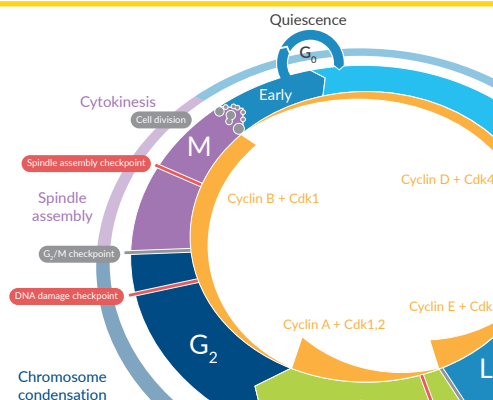 Quiescence
G0
Early
Cytokinesis
Cell division
M
Spindle assembly checkpoint
Cyclin D + Cdk4
Spindle
assembly
Cyclin B + Cdk1
G2/M checkpoint
DNA damage checkpoint
Cyclin E + Cdk
Cyclin A + Cdk1,2
G2
L
Chromosome
condensation